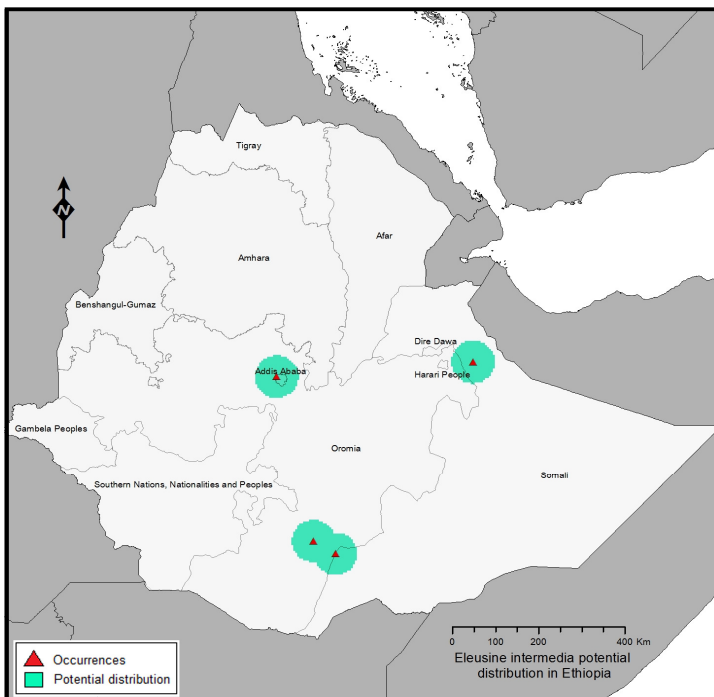 Tigray
N
Afar
Amhara
Benshangul-Gumaz
Dire Dawa
Addis Ababa
Harari People
Gambela Peoples
Oromia
Somali
Southern Nations, Nationalities and Peoples
0 100 200 400 Km
Eleusine intermedia potential
distribution in Ethiopia
Occurrences
Potential distribution